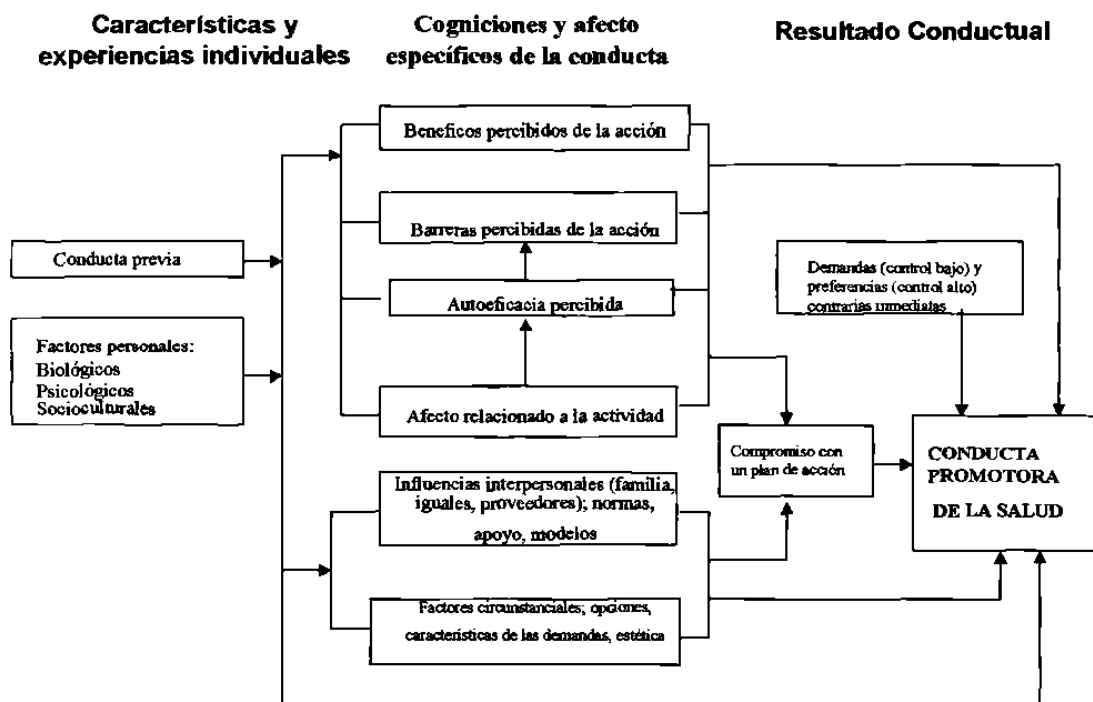 Características y
experiencias individuales
Cogniciones y afecto
específicos de la conducta
Resultado Conductual
Beneficos percibidos de la acción
Barreras percibidas de la acción
Conducta previa
Autoeficacia percibida
Demandas (control bajo) y
preferencias (control alto)
contrarias inmediatas
Factores personales:
Biológicos
Psicológicos
Socioculturales
Afecto relacionado a la actividad
Compromiso con
un plan de acción
CONDUCTA
PROMOTORA
DE LA SALUD
Influencias interpersonales (familia,
iguales, proveedores); normas,
apoyo, modelos
Factores circunstanciales; opciones,
características de las demandas, estética